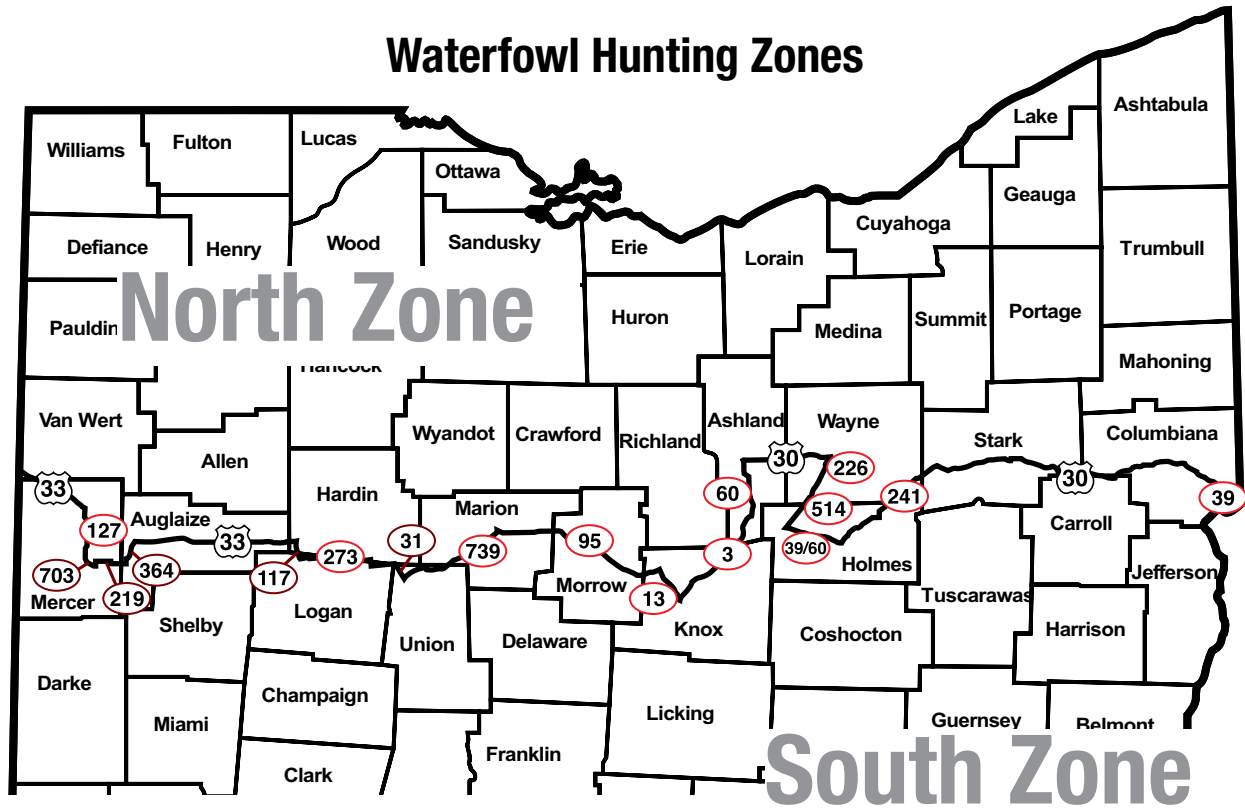 Waterfowl Hunting Zones
Lake
Ashtabula
Williams
Fulton
Lucas
Ottawa
Geauga
Cuyahoga
Defiance
Henry
Wood
Sandusky
Erie
Lorain
Trumbull
North Zone
Pauldin
Huron
Medina
Summit
Portage
Hancock
Mahoning
Van Wert
Allen
Wyandot
Crawford
Richland
Ashland
Wayne
Stark
Columbiana
33
30
226
30
Hardin
60
241
39
127
Auglaize
Marion
514
Carroll
33
31
739
95
3
39/60
Holmes
703
364
117
273
Jefferson
Mercer
219
Morrow
13
Tuscarawas
Shelby
Logan
Union
Delaware
Knox
Coshocton
Harrison
Darke
Champaign
Miami
Licking
Guernsey
Belmont
Franklin
Clark
South Zone